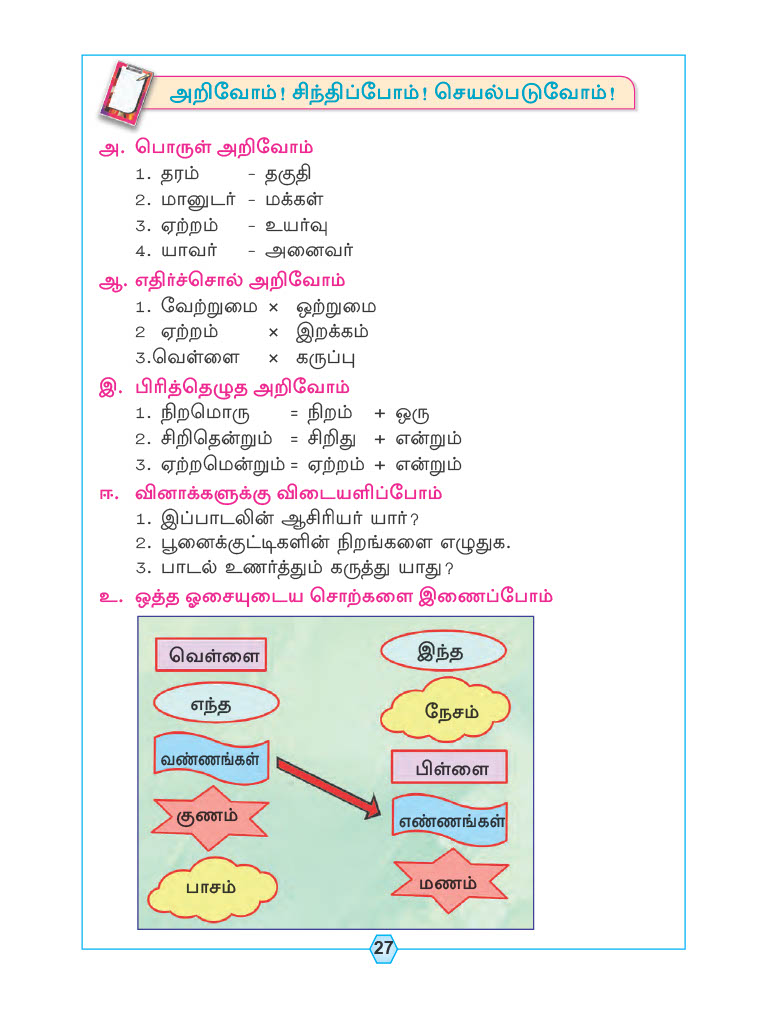 அறிவோம்! சிந்திப்போம்! செயல்படுவோம்!
அ. பொருள் அறிவோம்
1. தரம் - தகுதி
2. மானுடர் - மக்கள்
3. ஏற்றம் - உயர்வு
4. யாவர் - அனைவர்
ஆ. எதிர்ச்சொல் அறிவோம்
1. வேற்றுமை × ஒற்றுமை
2 ஏற்றம் × இறக்கம்
3.வெள்ளை × கருப்பு
இ. பிரித்தெழுத அறிவோம்
1. நிறமொரு = நிறம் + ஒரு
2. சிறிதென்றும் = சிறிது + என்றும்
3. ஏற்றமென்றும் = ஏற்றம் + என்றும்
ஈ. வினாக்களுக்கு விடையளிப்போம்
1. இப்பாடலின் ஆசிரியர் யார்?
2. பூனைக்குட்டிகளின் நிறங்களை எழுதுக.
3. பாடல் உணர்த்தும் கருத்து யாது?
உ. ஒத்த ஓசையுடைய சொற்களை இணைப்போம்
வெள்ளை இந்த
எந்த நேசம்
வண்ணங்கள் பிள்ளை
குணம் எண்ணங்கள்
பாசம் மணம்
27